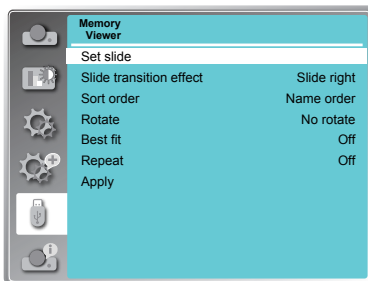 Memory
Viewer
Set slide
Slide transition effect Slide right
Sort order Name order
Rotate No rotate
Best fit Off
Repeat Off
Apply